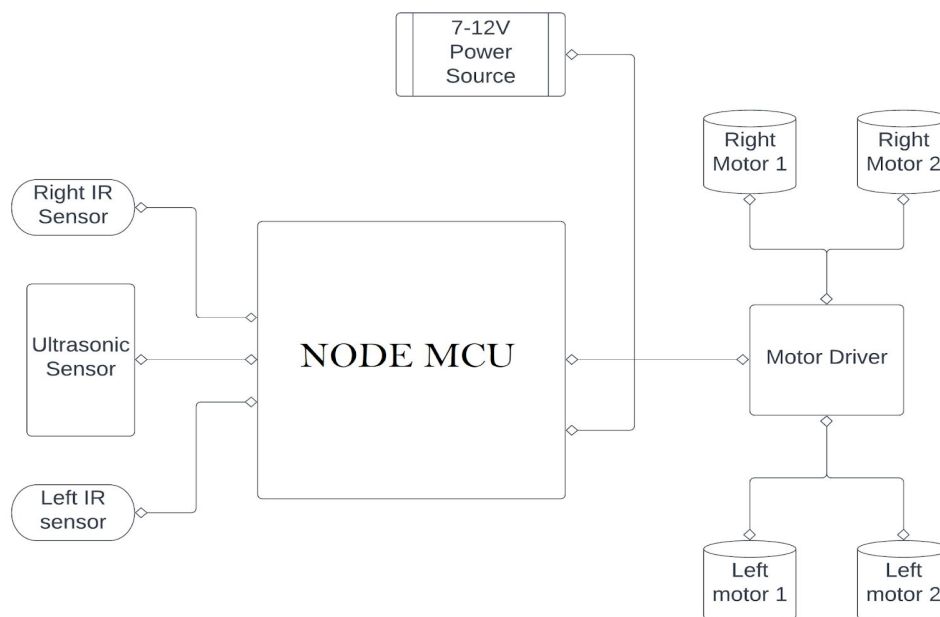 7-12V
Power
Source
Right
Motor 1
Right
Motor 2
Right IR
Sensor
Ultrasonic
Sensor
NODE MCU
Motor Driver
Left IR
sensor
Left
motor 1
Left
motor 2